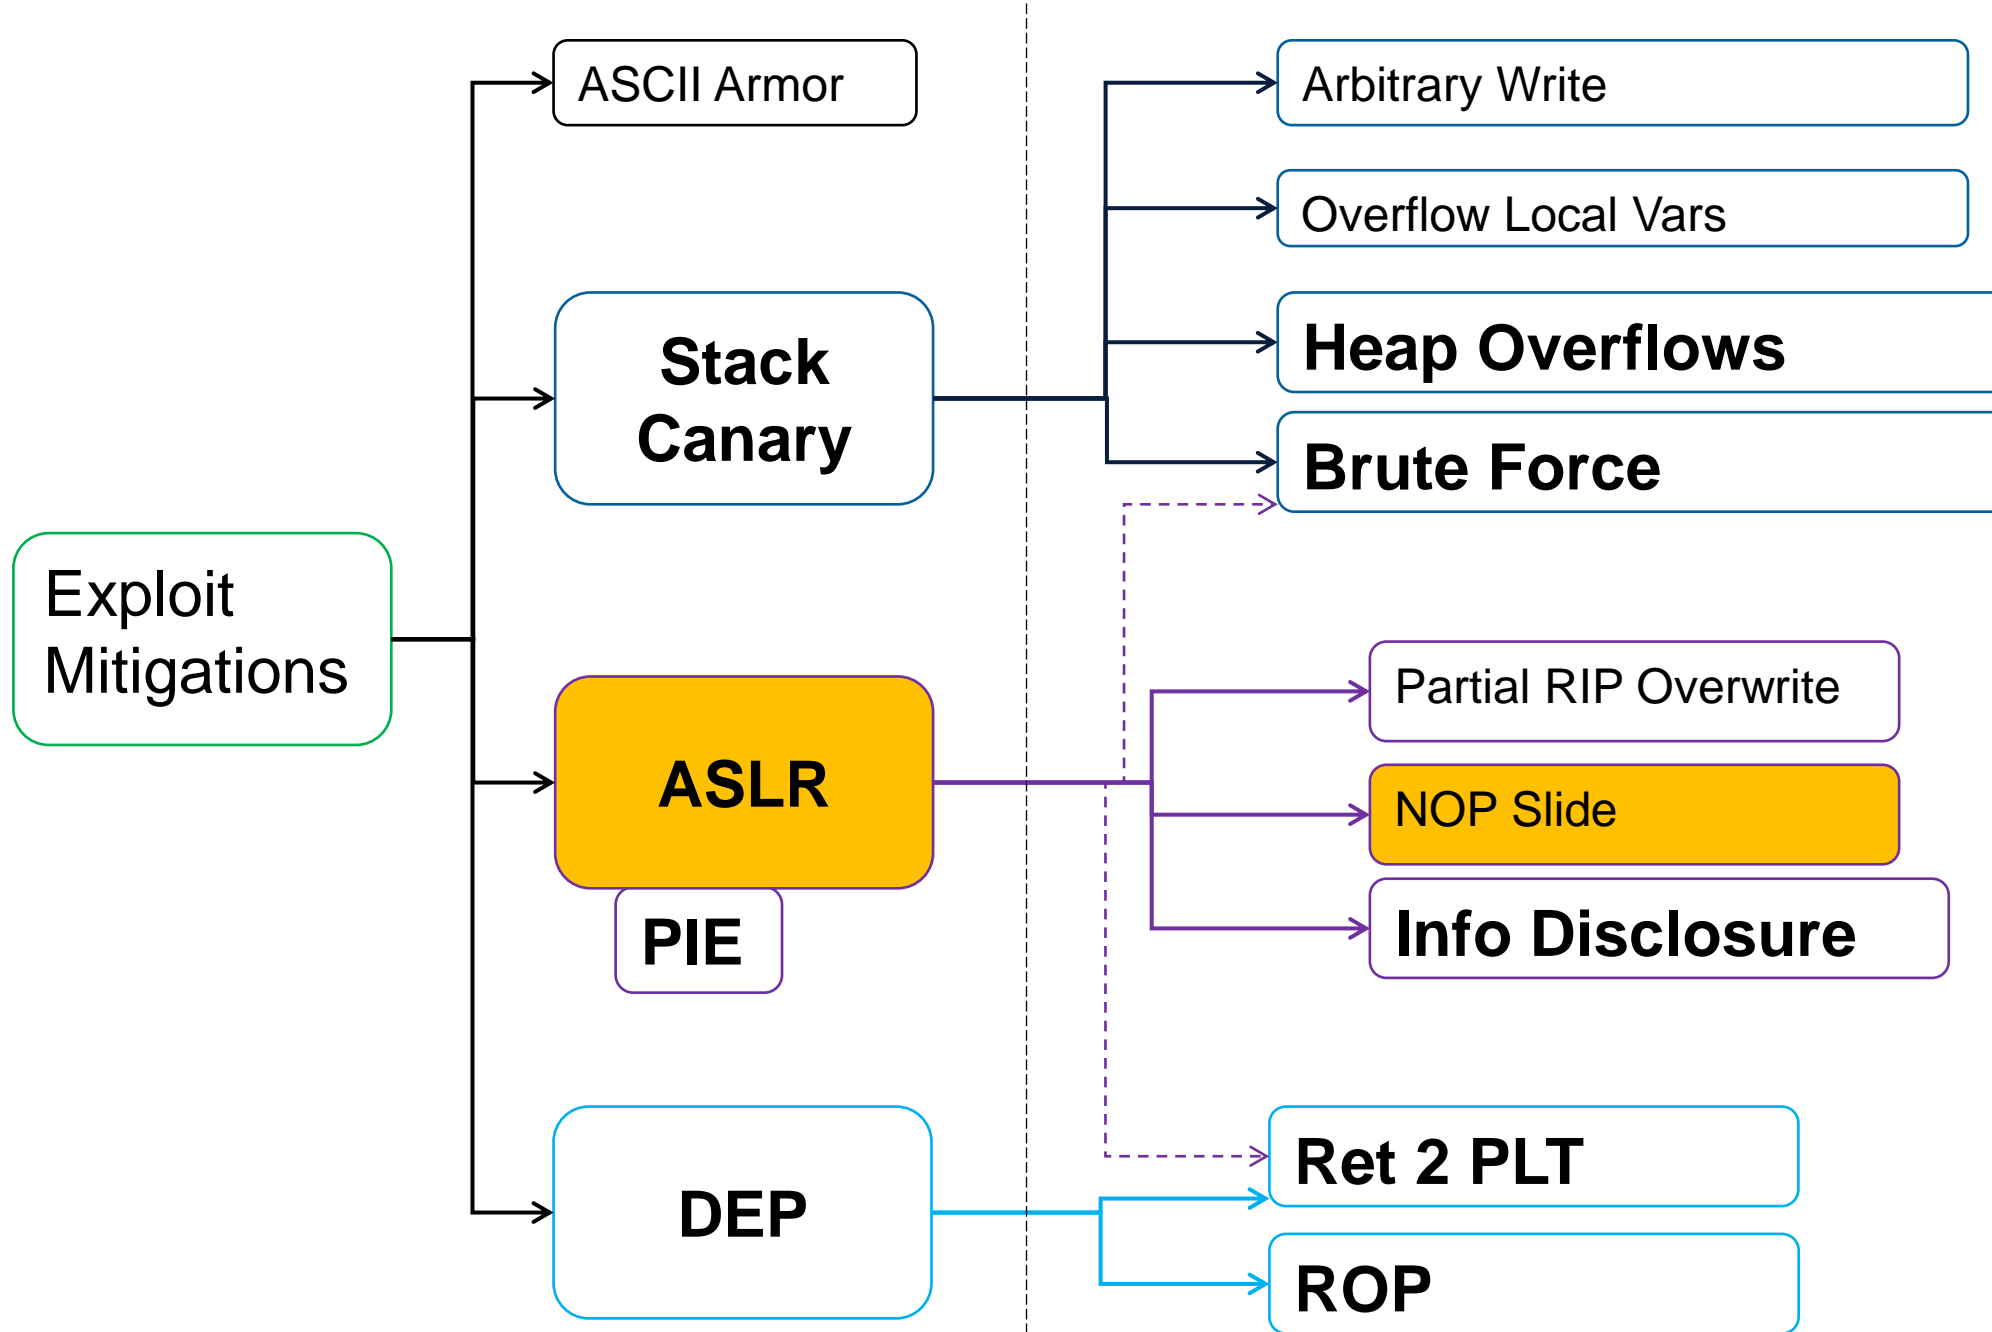 ASCII Armor
Arbitrary Write
Overflow Local Vars
Stack
Canary
Heap Overflows
Brute Force
Exploit
Mitigations
Partial RIP Overwrite
ASLR
NOP Slide
PIE
Info Disclosure
DEP
Ret 2 PLT
ROP